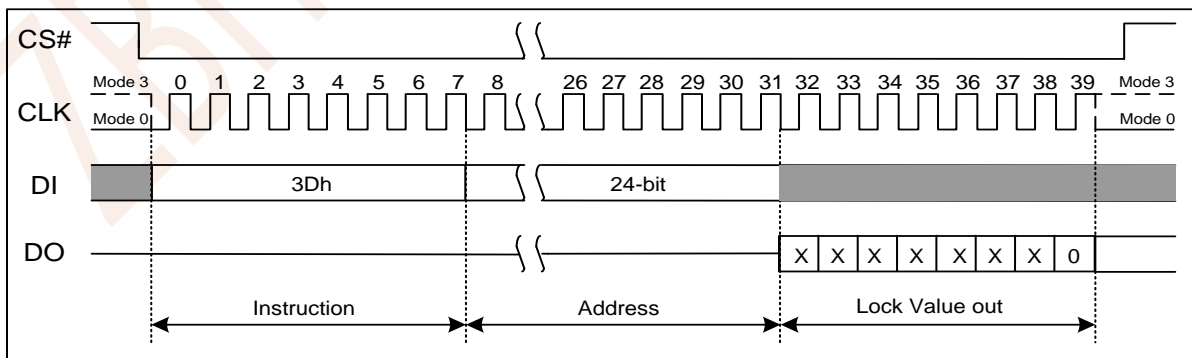 CS#
Mode 3 0 1 2 3 4 5 6 7 8 26 27 28 29 30 31 32 33 34 35 36 37 38 39 Mode 3
CLK
Mode 0 Mode 0
DI 3Dh 24-bit
DO X X X X X X X 0
Instruction Address Lock Value out